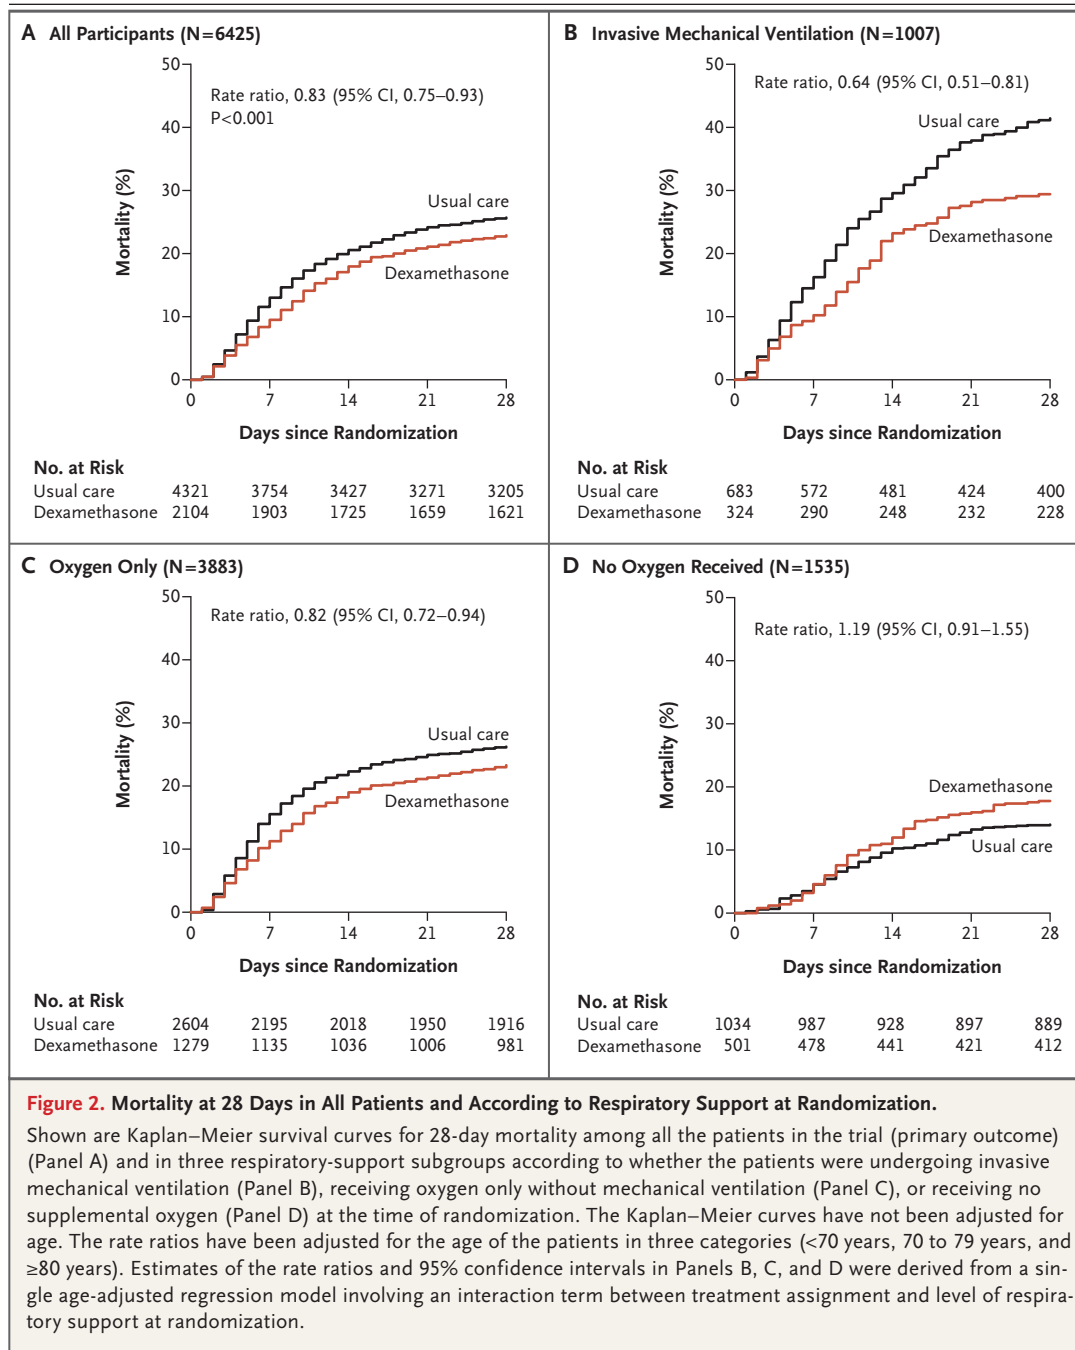 A All Participants (N=6425)
50
40
30
20
10
0
Mortality (%)
Rate ratio, 0.83 (95% CI, 0.75–0.93)
P<0.001
Usual care
Dexamethasone
0 7 14 21 28
Days since Randomization
No. at Risk
Usual care 4321 3754 3427 3271 3205
Dexamethasone 2104 1903 1725 1659 1621
B Invasive Mechanical Ventilation (N=1007)
50
40
30
20
10
0
Mortality (%)
Rate ratio, 0.64 (95% CI, 0.51–0.81)
Usual care
Dexamethasone
0 7 14 21 28
Days since Randomization
No. at Risk
Usual care 683 572 481 424 400
Dexamethasone 324 290 248 232 228
C Oxygen Only (N=3883)
50
40
30
20
10
0
Mortality (%)
Rate ratio, 0.82 (95% CI, 0.72–0.94)
Usual care
Dexamethasone
0 7 14 21 28
Days since Randomization
No. at Risk
Usual care 2604 2195 2018 1950 1916
Dexamethasone 1279 1135 1036 1006 981
D No Oxygen Received (N=1535)
50
40
30
20
10
0
Mortality (%)
Rate ratio, 1.19 (95% CI, 0.91–1.55)
Dexamethasone
Usual care
0 7 14 21 28
Days since Randomization
No. at Risk
Usual care 1034 987 928 897 889
Dexamethasone 501 478 441 421 412
Figure 2. Mortality at 28 Days in All Patients and According to Respiratory Support at Randomization.
Shown are Kaplan–Meier survival curves for 28-day mortality among all the patients in the trial (primary outcome)
(Panel A) and in three respiratory-support subgroups according to whether the patients were undergoing invasive
mechanical ventilation (Panel B), receiving oxygen only without mechanical ventilation (Panel C), or receiving no
supplemental oxygen (Panel D) at the time of randomization. The Kaplan–Meier curves have not been adjusted for
age. The rate ratios have been adjusted for the age of the patients in three categories (<70 years, 70 to 79 years, and
≥80 years). Estimates of the rate ratios and 95% confidence intervals in Panels B, C, and D were derived from a sin-
gle age-adjusted regression model involving an interaction term between treatment assignment and level of respira-
tory support at randomization.